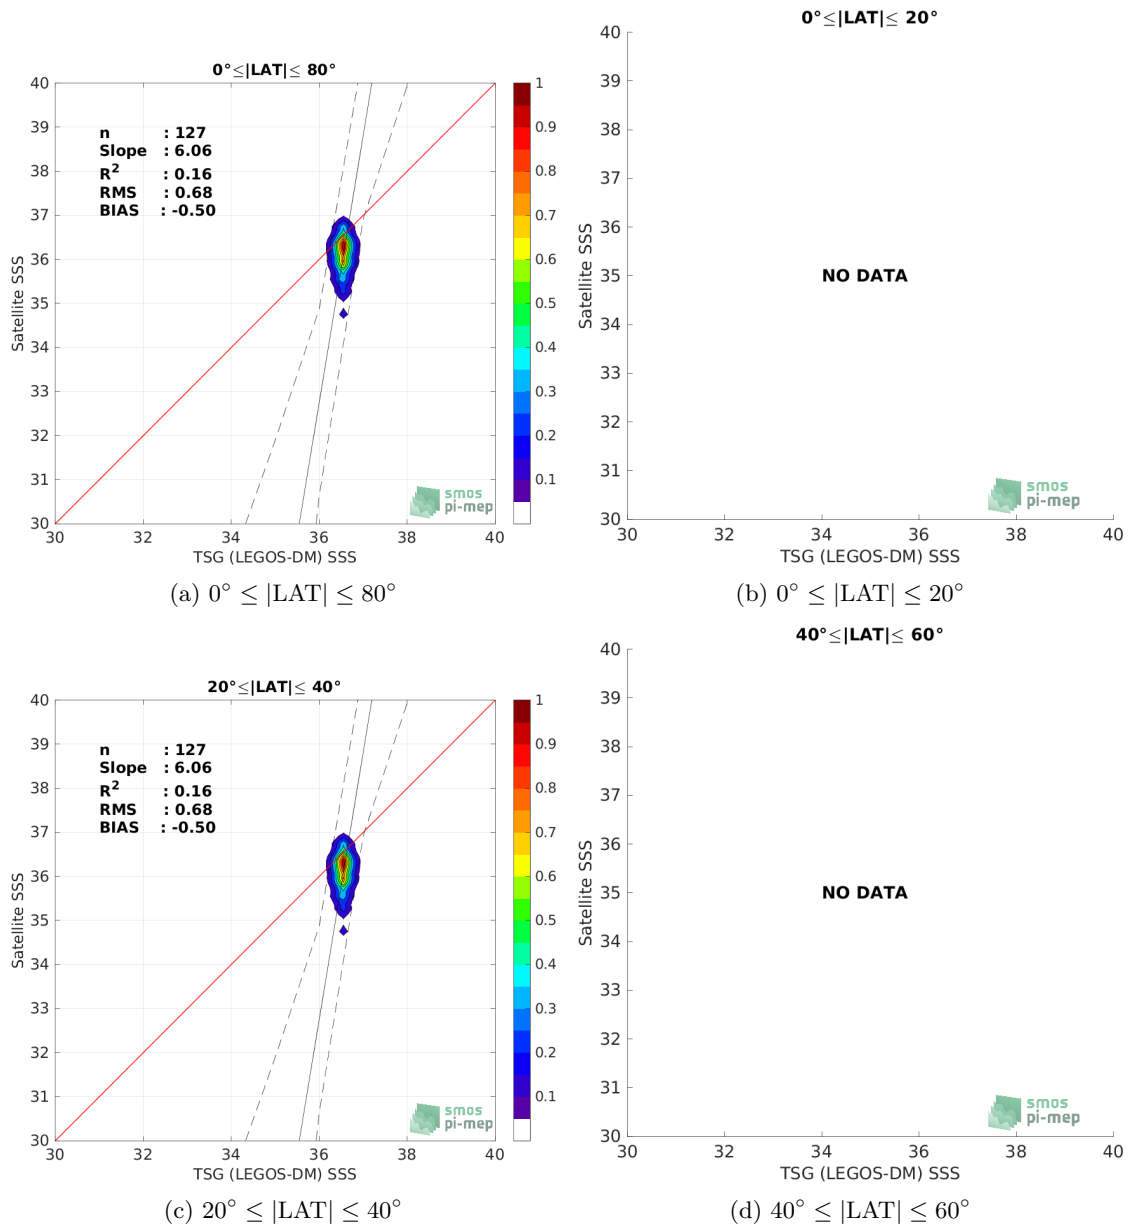 0°≤|LAT|≤ 80°
40
39
38
37
36
35
34
33
32
31
30
Satellite SSS
n : 127
Slope : 6.06
R2 : 0.16
RMS : 0.68
BIAS : -0.50
smos
pi-mep
30 32 34 36 38 40
TSG (LEGOS-DM) SSS
1
0.9
0.8
0.7
0.6
0.5
0.4
0.3
0.2
0.1
(a) 0° ≤ |LAT| ≤ 80°
0°≤|LAT|≤ 20°
40
39
38
37
36
35
34
33
32
31
30
Satellite SSS
NO DATA
smos
pi-mep
30 32 34 36 38 40
TSG (LEGOS-DM) SSS
(b) 0° ≤ |LAT| ≤ 20°
20°≤|LAT|≤ 40°
40
39
38
37
36
35
34
33
32
31
30
Satellite SSS
n : 127
Slope : 6.06
R2 : 0.16
RMS : 0.68
BIAS : -0.50
smos
pi-mep
30 32 34 36 38 40
TSG (LEGOS-DM) SSS
1
0.9
0.8
0.7
0.6
0.5
0.4
0.3
0.2
0.1
(c) 20° ≤ |LAT| ≤ 40°
40°≤|LAT|≤ 60°
40
39
38
37
36
35
34
33
32
31
30
Satellite SSS
NO DATA
smos
pi-mep
30 32 34 36 38 40
TSG (LEGOS-DM) SSS
(d) 40° ≤ |LAT| ≤ 60°